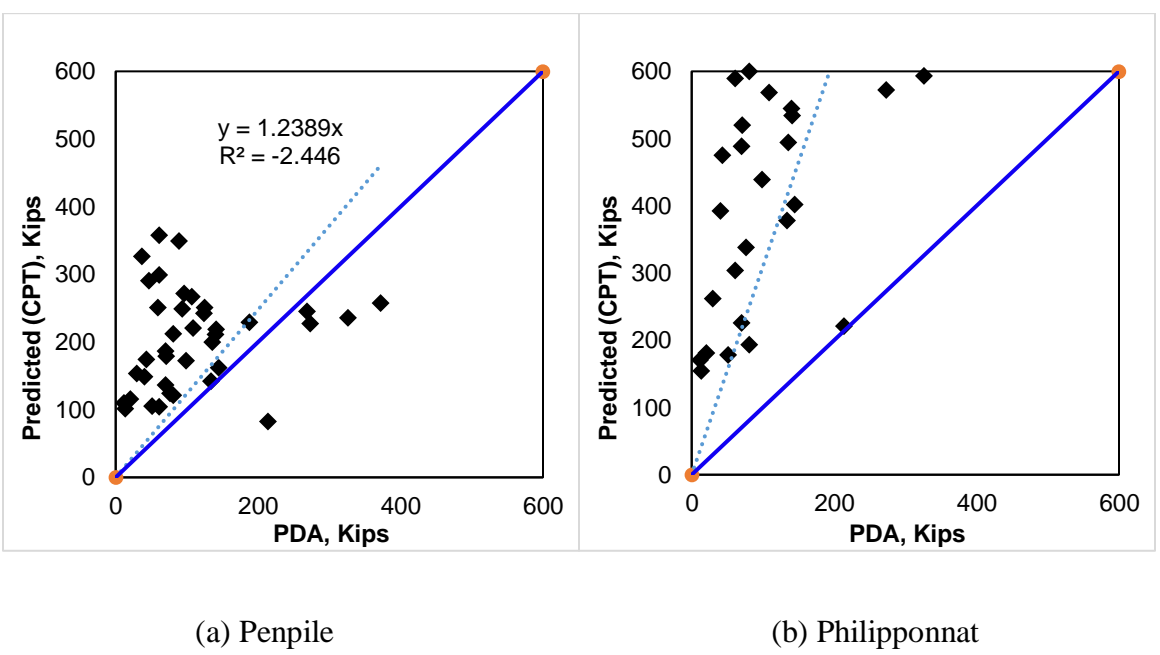 600
500
400
300
200
100
0
Predicted (CPT), Kips
y = 1.2389x
R² = -2.446
0 200 400 600
PDA, Kips
600
500
400
300
200
100
0
Predicted (CPT), Kips
0 200 400 600
PDA, Kips
(a) Penpile
(b) Philipponnat